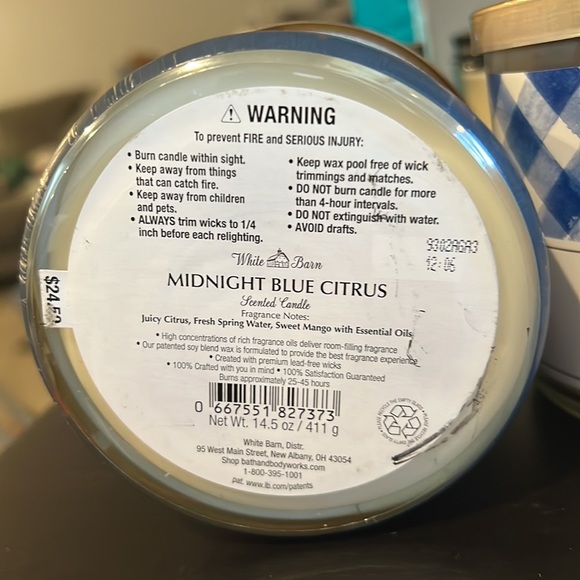 WARNING
To prevent FIRE and SERIOUS INJURY:
• Burn candle within sight.
• Keep away from things
that can catch fire.
• Keep away from children
and pets.
• ALWAYS trim wicks to 1/4
inch before each relighting.
• Keep wax pool free of wick
trimmings and matches.
• DO NOT burn candle for more
than 4-hour intervals.
• DO NOT extinguish with water.
• AVOID drafts.
9302AGA3
12:06
White Barn
MIDNIGHT BLUE CITRUS
Scented Candle
Fragrance Notes:
Juicy Citrus, Fresh Spring Water, Sweet Mango with Essential Oils
• High concentrations of rich fragrance oils deliver room-filling fragrance
• Our patented soy blend wax is formulated to provide the best fragrance experience
• Created with premium lead-free wicks
• 100% Crafted with you in mind • 100% Satisfaction Guaranteed
Burns approximately 25-45 hours
0 667551 827373
Net Wt. 14.5 oz / 411 g
White Barn, Distr.
95 West Main Street, New Albany, OH 43054
Shop bathandbodyworks.com
1-800-395-1001
pat. www.lb.com/patents